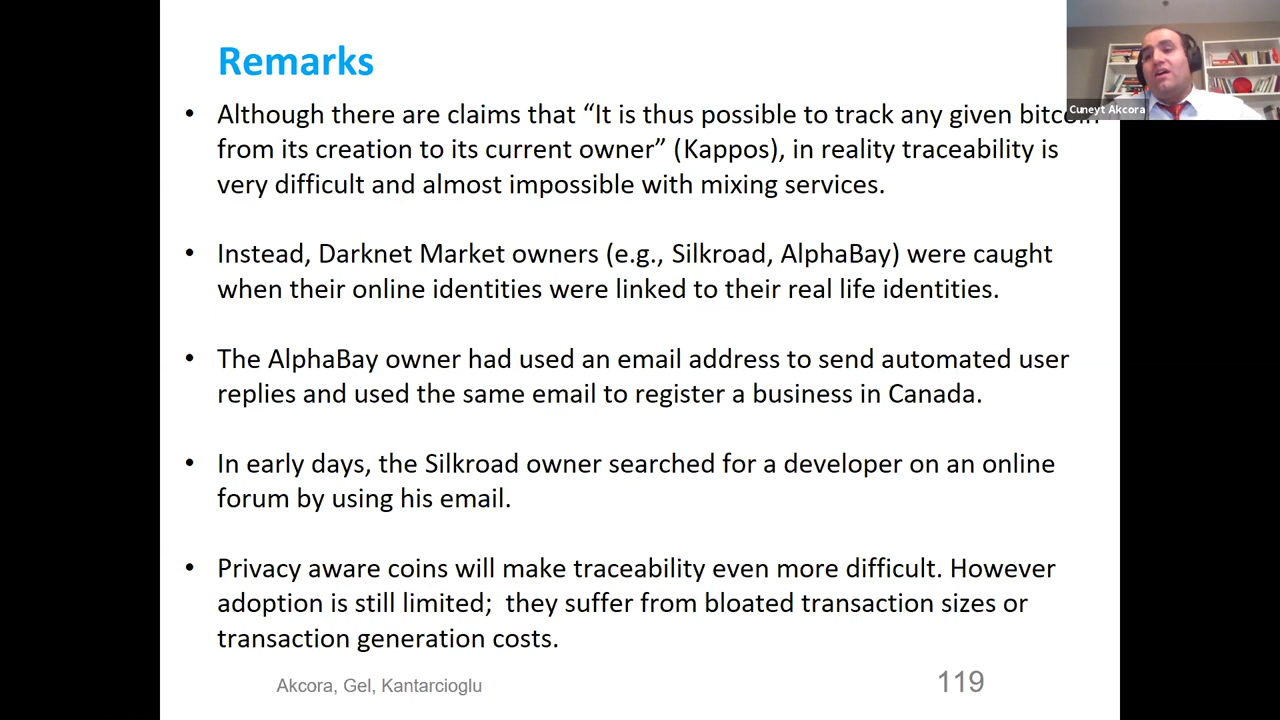 Remarks
Cuneyt Akcora
• Although there are claims that “It is thus possible to track any given bitcoin
from its creation to its current owner” (Kappos), in reality traceability is
very difficult and almost impossible with mixing services.
• Instead, Darknet Market owners (e.g., Silkroad, AlphaBay) were caught
when their online identities were linked to their real life identities.
• The AlphaBay owner had used an email address to send automated user
replies and used the same email to register a business in Canada.
• In early days, the Silkroad owner searched for a developer on an online
forum by using his email.
• Privacy aware coins will make traceability even more difficult. However
adoption is still limited;  they suffer from bloated transaction sizes or
transaction generation costs.
Akcora, Gel, Kantarcioglu
119